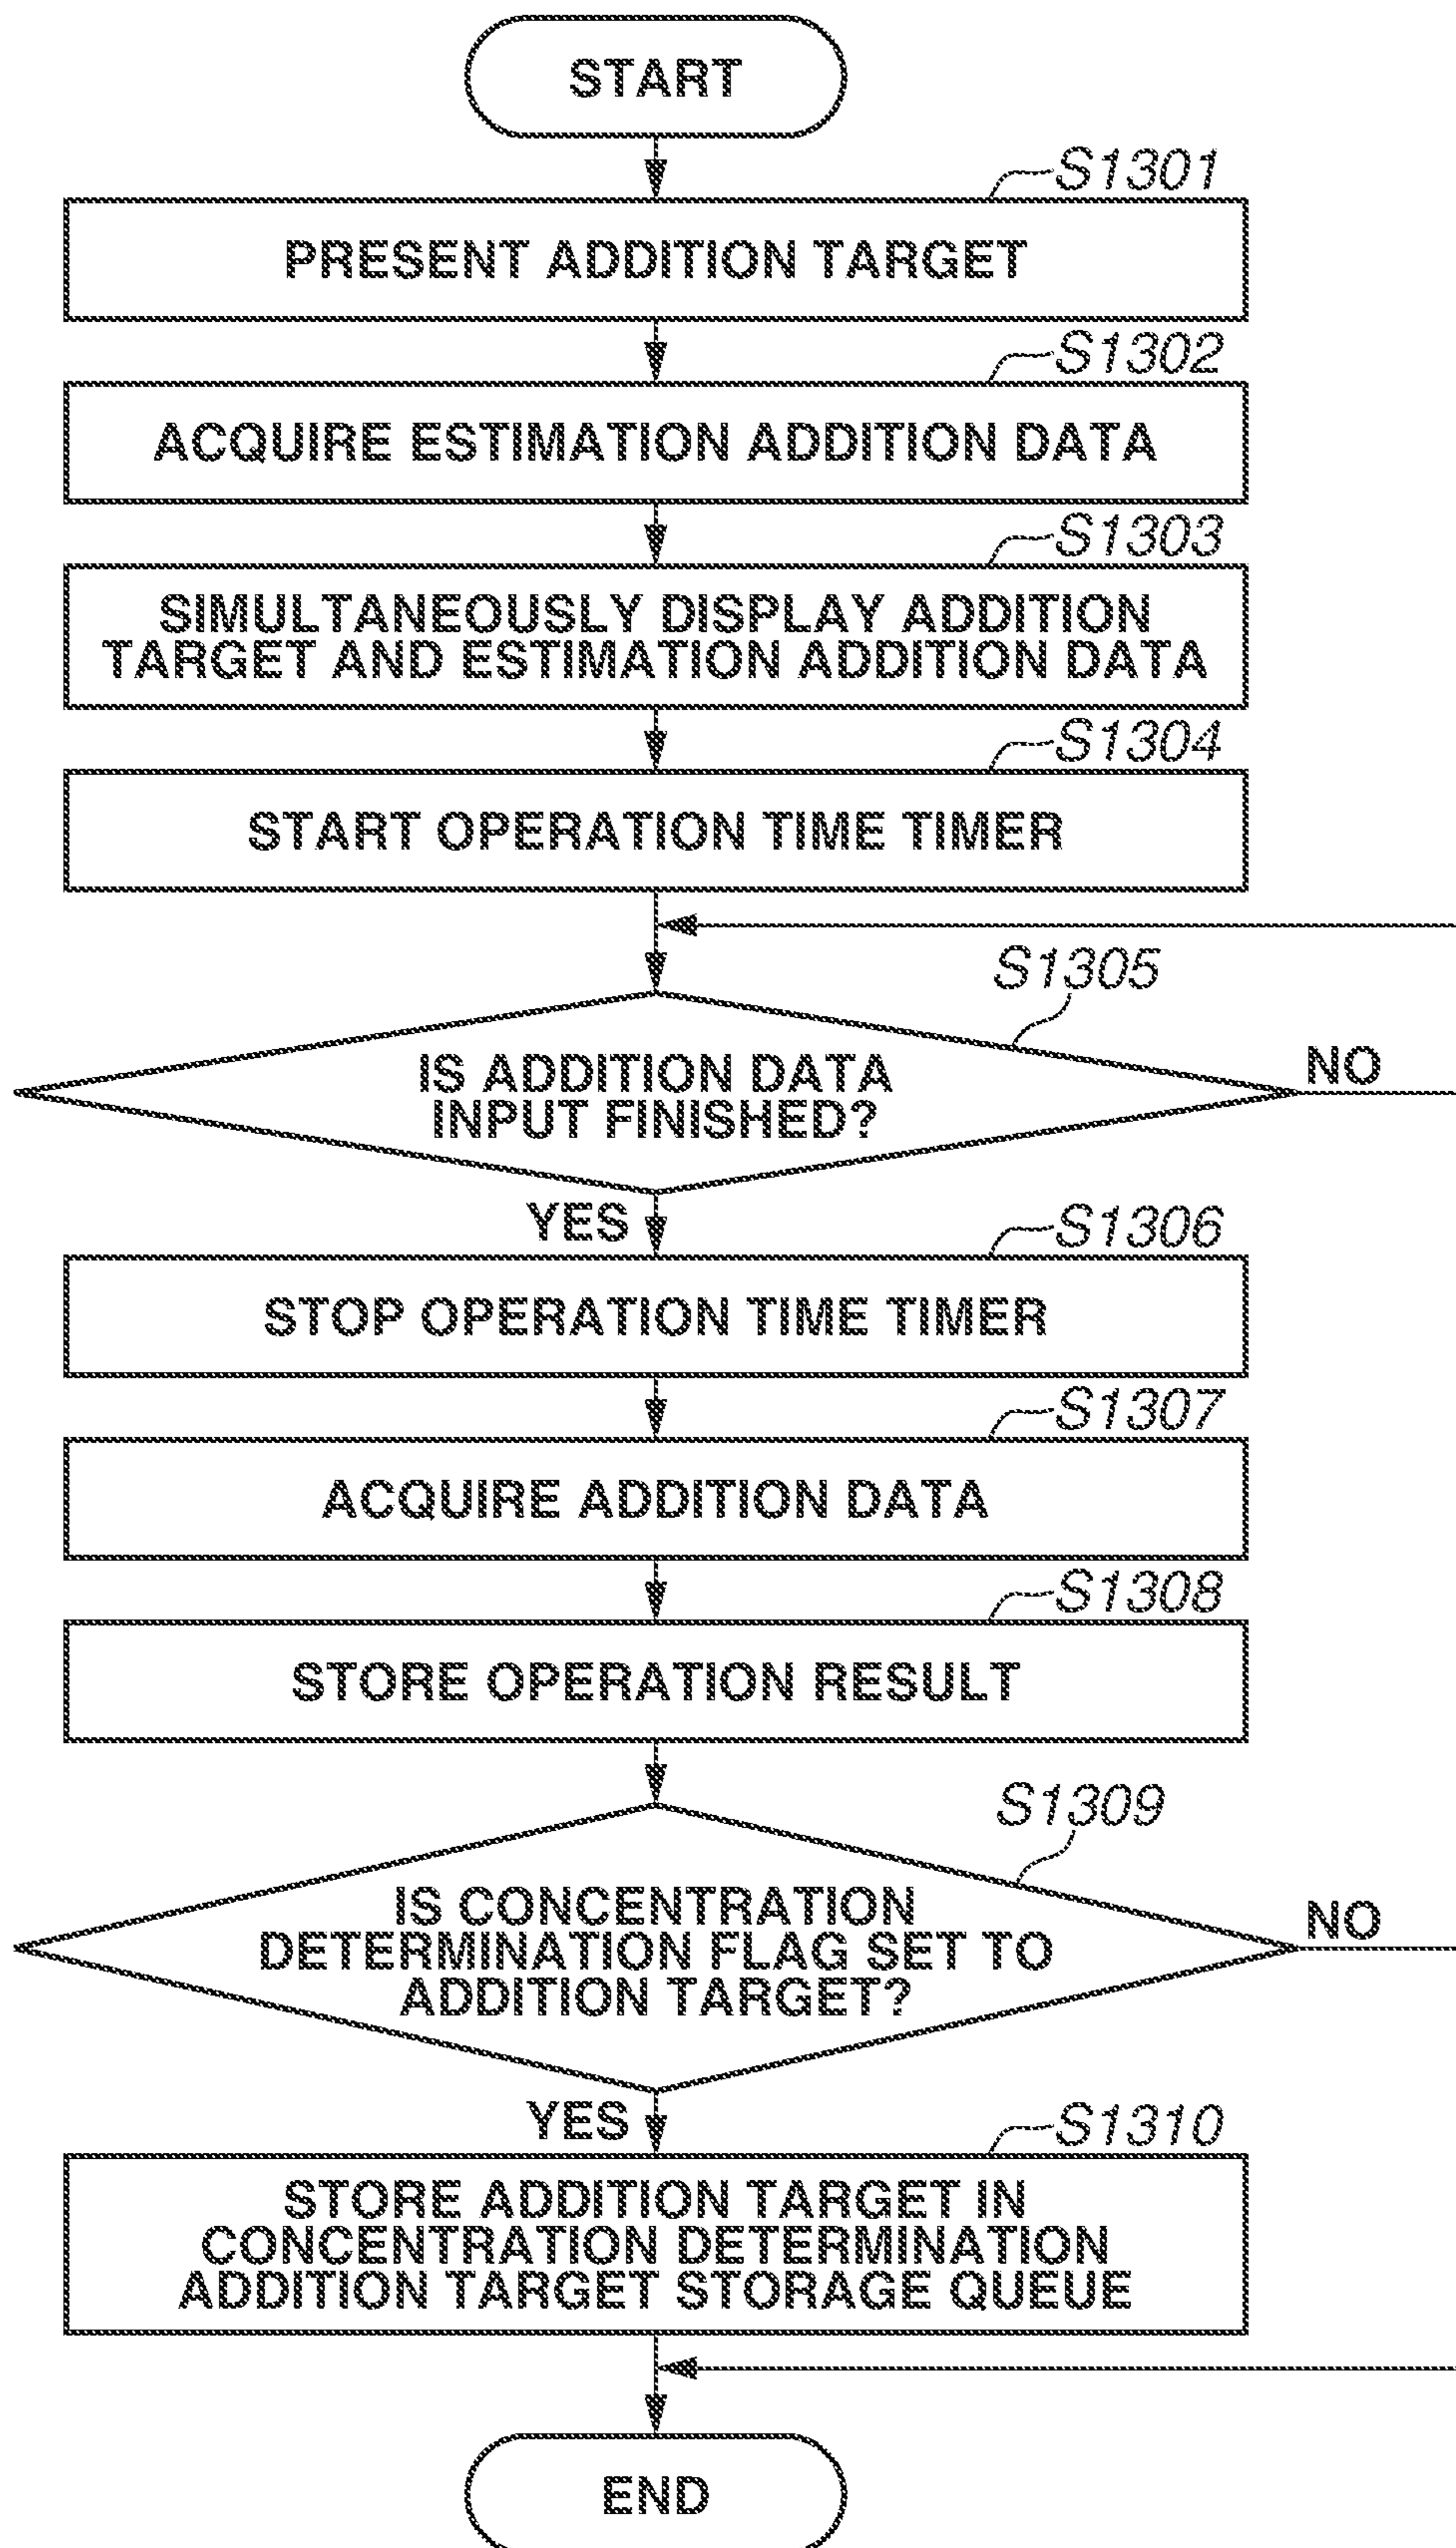 START
S1301
PRESENT ADDITION TARGET
S1302
ACQUIRE ESTIMATION ADDITION DATA
S1303
SIMULTANEOUSLY DISPLAY ADDITION
TARGET AND ESTIMATION ADDITION DATA
S1304
START OPERATION TIME TIMER
S1305
IS ADDITION DATA
INPUT FINISHED?
NO
YES
S1306
STOP OPERATION TIME TIMER
S1307
ACQUIRE ADDITION DATA
S1308
STORE OPERATION RESULT
S1309
IS CONCENTRATION
DETERMINATION FLAG SET TO
ADDITION TARGET?
NO
YES
S1310
STORE ADDITION TARGET IN
CONCENTRATION DETERMINATION
ADDITION TARGET STORAGE QUEUE
END